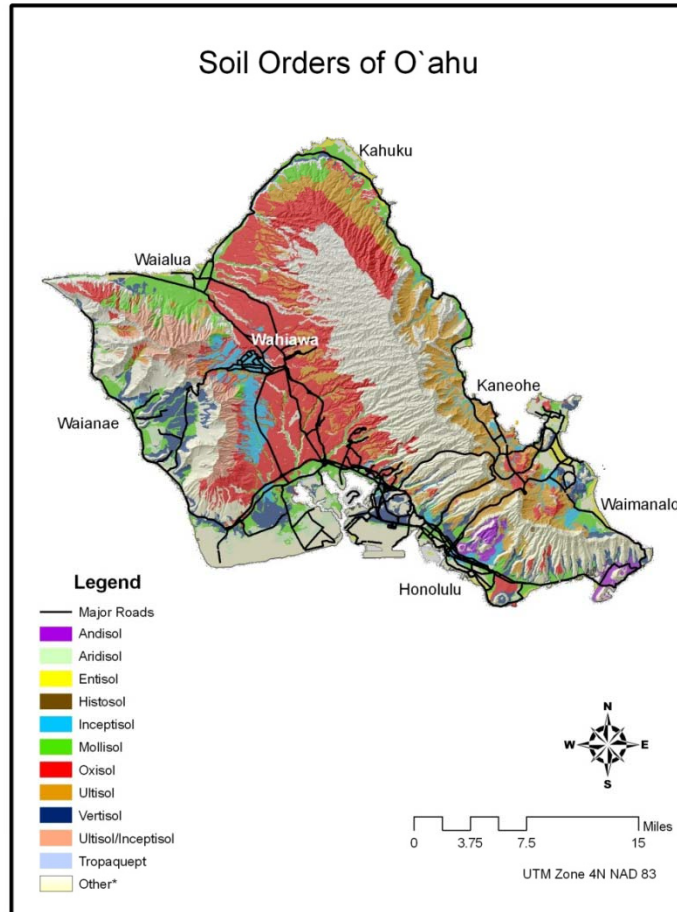 Soil Orders of O`ahu
Kahuku
Waialua
Wahiawa
Kaneohe
Waianae
Waimanalo
Honolulu
Legend
Major Roads
Andisol
Aridisol
Entisol
Histosol
Inceptisol
Mollisol
Oxisol
Ultisol
Vertisol
Ultisol/Inceptisol
Tropaquept
Other*
N
W E
S
Miles
0 3.75 7.5 15
UTM Zone 4N NAD 83